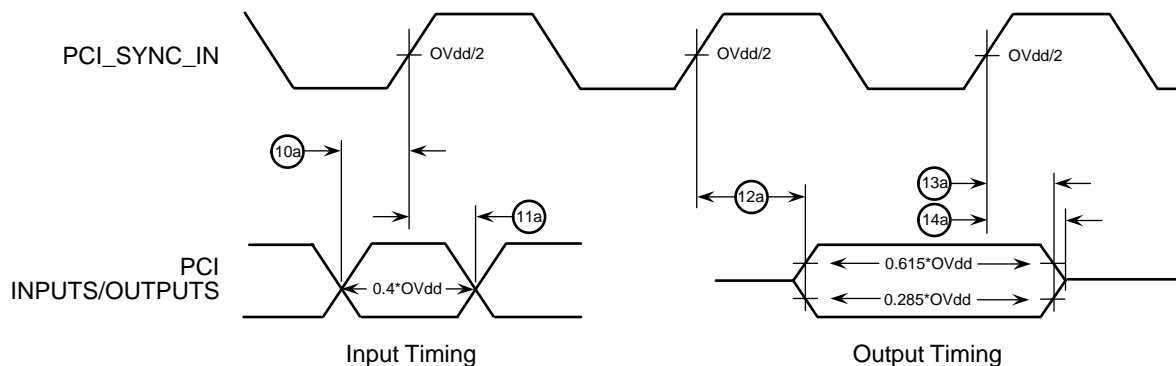 PCI_SYNC_IN
OVdd/2
OVdd/2
OVdd/2
10a
11a
12a
13a
14a
PCI
INPUTS/OUTPUTS
0.4*OVdd
0.615*OVdd
0.285*OVdd
Input Timing
Output Timing